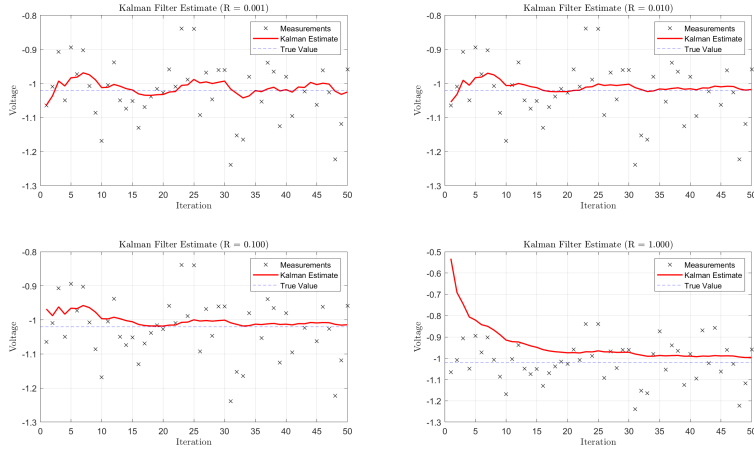 Kalman Filter Estimate (R = 0.001)
Measurements
Kalman Estimate
True Value
Voltage
-0.8
-0.9
-1
-1.1
-1.2
-1.3
0 5 10 15 20 25 30 35 40 45 50
Iteration
Kalman Filter Estimate (R = 0.010)
Measurements
Kalman Estimate
True Value
Voltage
-0.8
-0.9
-1
-1.1
-1.2
-1.3
0 5 10 15 20 25 30 35 40 45 50
Iteration
Kalman Filter Estimate (R = 0.100)
Measurements
Kalman Estimate
True Value
Voltage
-0.8
-0.9
-1
-1.1
-1.2
-1.3
0 5 10 15 20 25 30 35 40 45 50
Iteration
Kalman Filter Estimate (R = 1.000)
Measurements
Kalman Estimate
True Value
Voltage
-0.5
-0.6
-0.7
-0.8
-0.9
-1
-1.1
-1.2
-1.3
0 5 10 15 20 25 30 35 40 45 50
Iteration